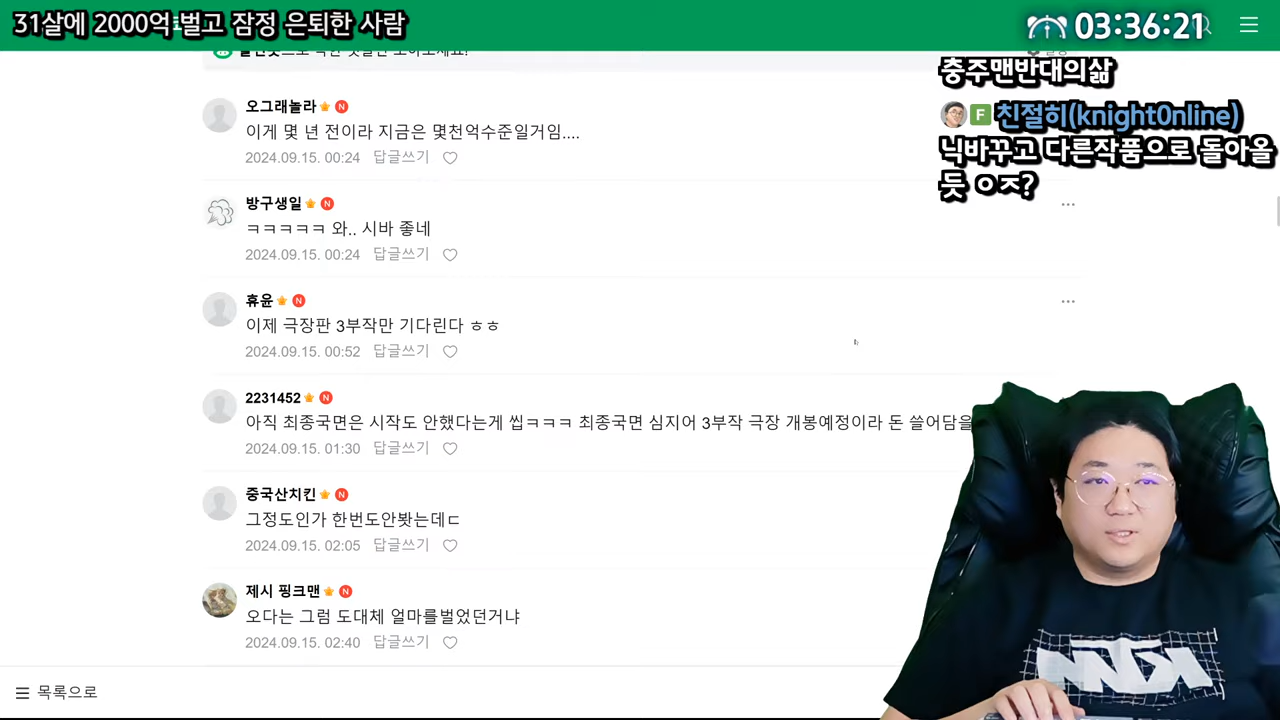 31살에 2000억 벌고 잠정 은퇴한 사람
03:36:21
충주맨반대의삶
F 친절히(knight0nline)
닉바꾸고 다른작품으로 돌아올
듯 ㅇㅈ?
오그래놀라 N
이게 몇 년 전이라 지금은 몇천억수준일거임....
2024.09.15. 00:24 답글쓰기
방구생일 N
ㅋㅋㅋㅋㅋ 와.. 시바 좋네
2024.09.15. 00:24 답글쓰기
휴윤 N
이제 극장판 3부작만 기다린다 ㅎㅎ
2024.09.15. 00:52 답글쓰기
2231452 N
아직 최종국면은 시작도 안했다는게 씹ㅋㅋㅋ 최종국면 심지어 3부작 극장 개봉예정이라 돈 쓸어담을
2024.09.15. 01:30 답글쓰기
중국산치킨 N
그정도인가 한번도안봣는데ㄷ
2024.09.15. 02:05 답글쓰기
제시 핑크맨 N
오다는 그럼 도대체 얼마를벌었던거냐
2024.09.15. 02:40 답글쓰기
목록으로